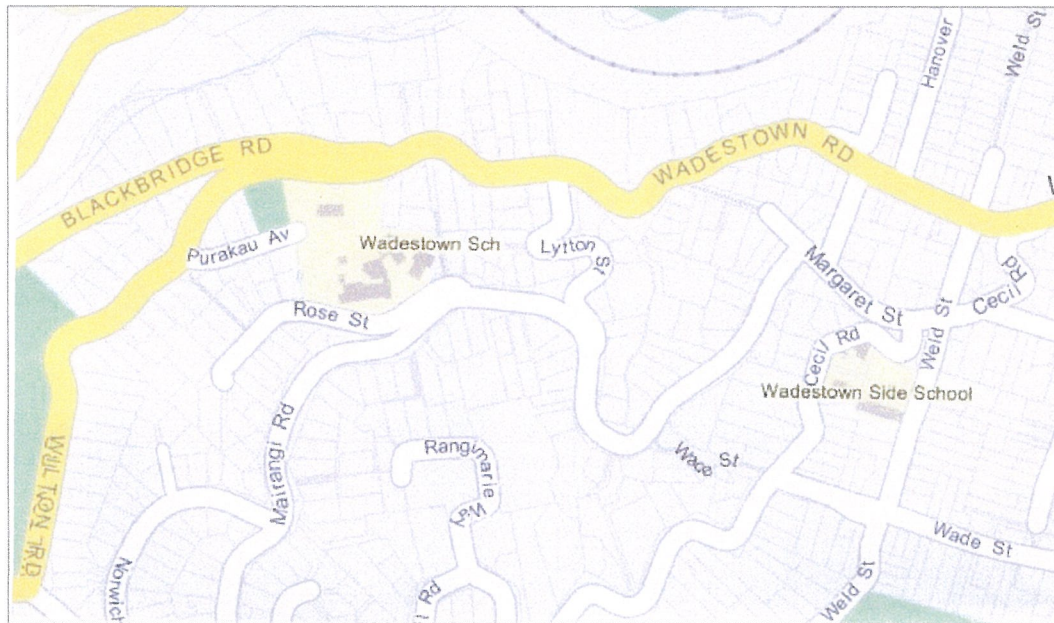 Hanover
Weld St
BLACKBRIDGE RD
WADESTOWN RD
Purakau Av
Wadestown Sch
Lytton St
Margaret St
Cecil Rd
Rose St
Weld St
Cecil Rd
Wadestown Side School
Mairangi Rd
Rangimarie Way
Wade St
WILTON RD
Wade St
Norwich
Rd
Weld St